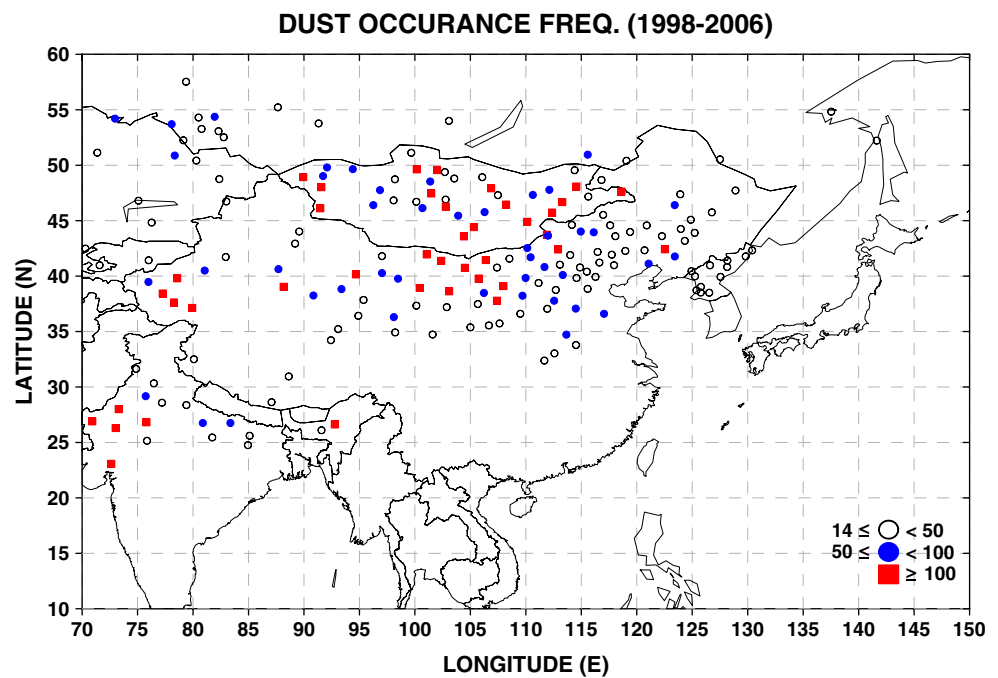 DUST OCCURANCE FREQ. (1998-2006)
60
55
50
45
40
35
30
25
20
15
10
LATITUDE (N)
14 ≤ < 50
50 ≤ < 100
≥ 100
70 75 80 85 90 95 100 105 110 115 120 125 130 135 140 145 150
LONGITUDE (E)